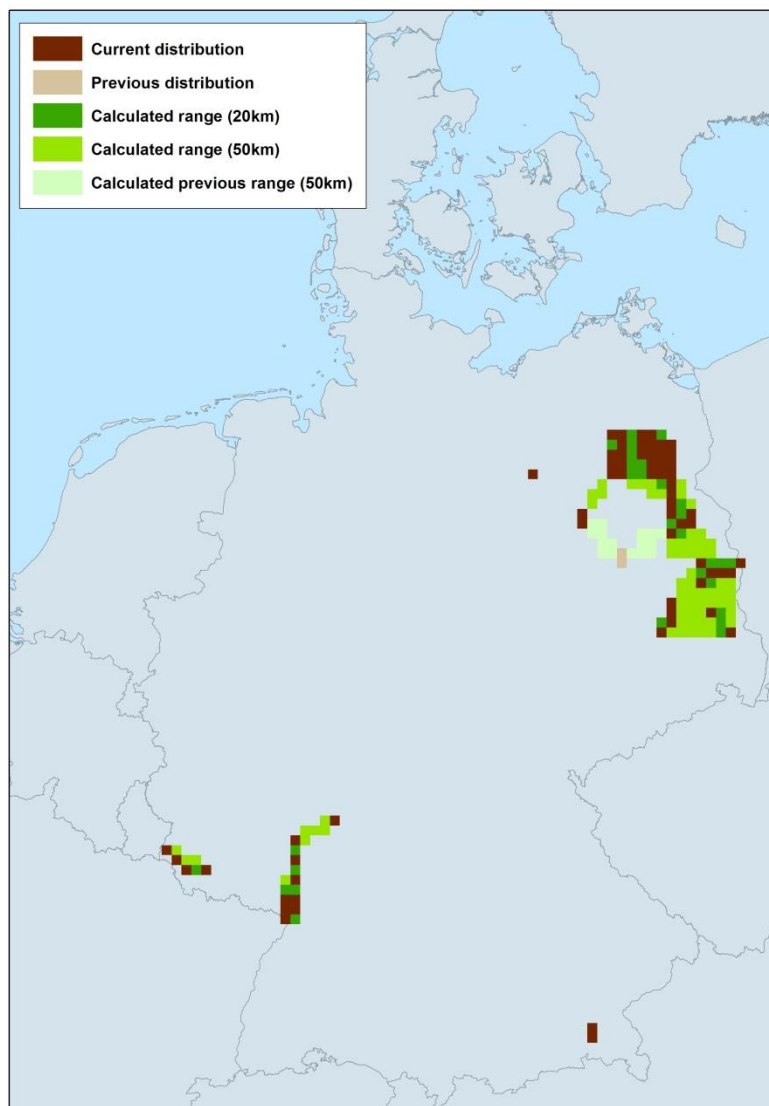 Current distribution
Previous distribution
Calculated range (20km)
Calculated range (50km)
Calculated previous range (50km)